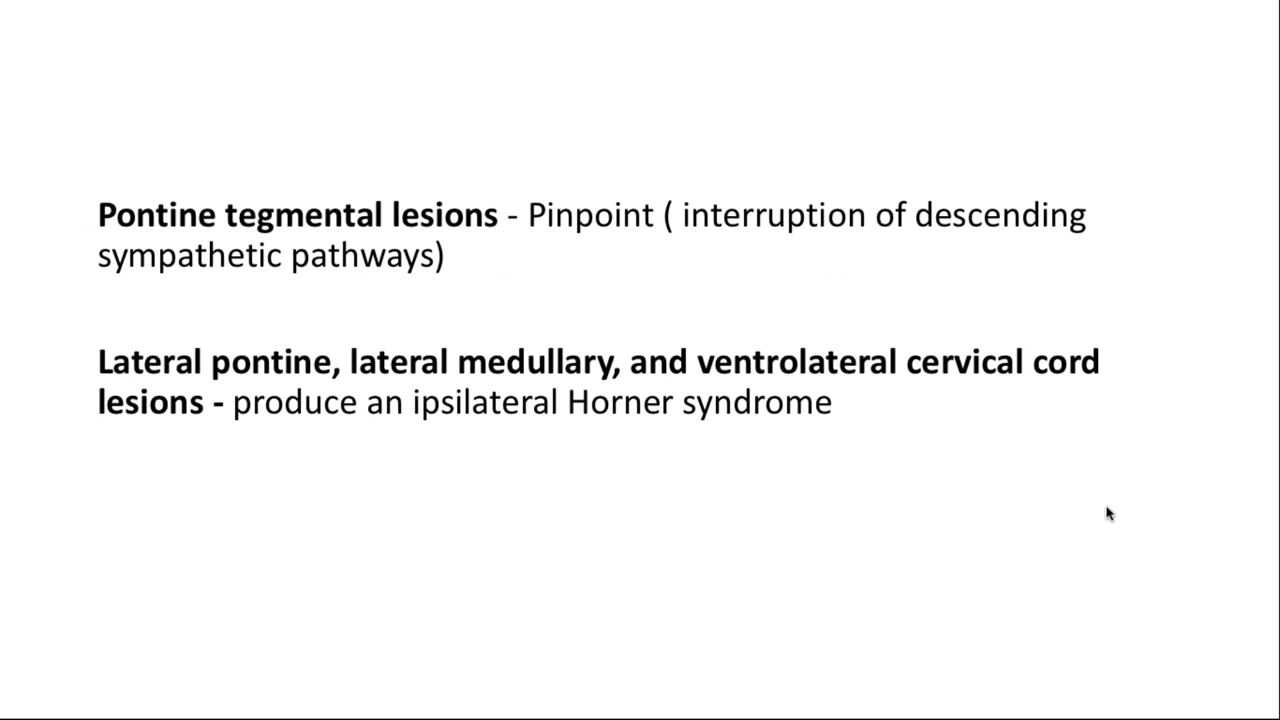 Pontine tegmental lesions - Pinpoint ( interruption of descending
sympathetic pathways)
Lateral pontine, lateral medullary, and ventrolateral cervical cord
lesions - produce an ipsilateral Horner syndrome